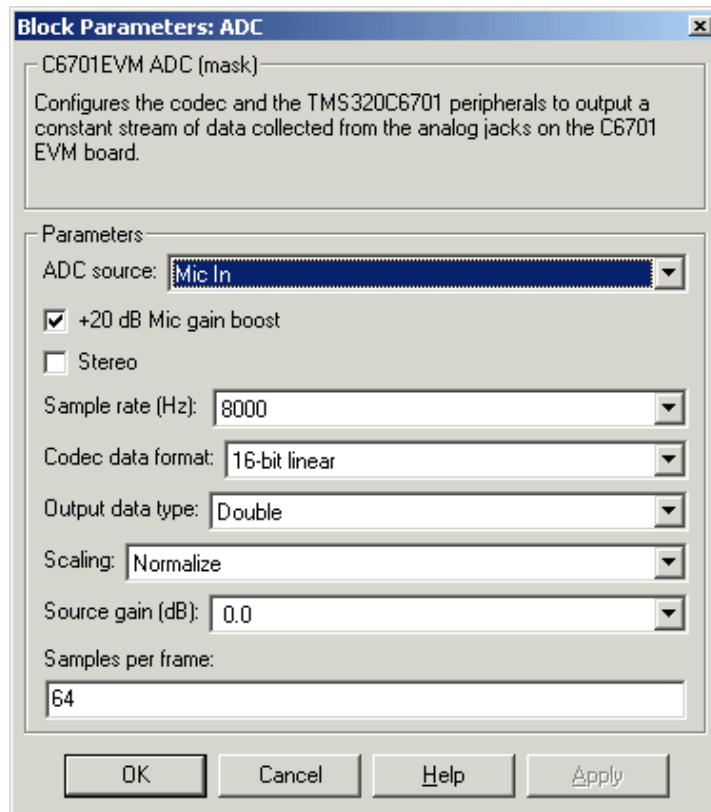 Block Parameters: ADC
C6701EVM ADC (mask)
Configures the codec and the TMS320C6701 peripherals to output a
constant stream of data collected from the analog jacks on the C6701
EVM board.
Parameters
ADC source: Mic In
+20 dB Mic gain boost
Stereo
Sample rate (Hz): 8000
Codec data format: 16-bit linear
Output data type: Double
Scaling: Normalize
Source gain (dB): 0.0
Samples per frame:
64
OK Cancel Help Apply